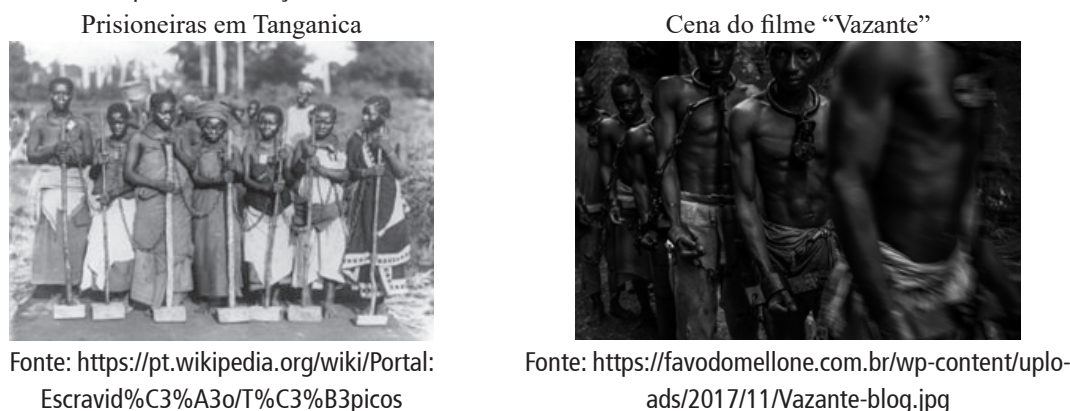 Prisioneiras em Tanganica
Cena do filme “Vazante”
Fonte: https://pt.wikipedia.org/wiki/Portal:
Escravid%C3%A3o/T%C3%B3picos
Fonte: https://favodomellone.com.br/wp-content/uplo-
ads/2017/11/Vazante-blog.jpg